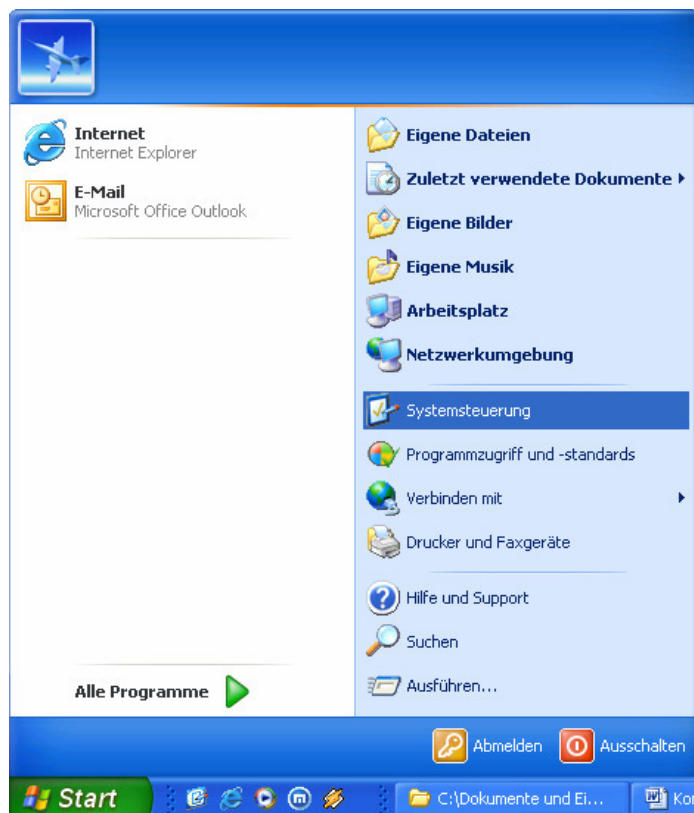 Internet
Internet Explorer
E-Mail
Microsoft Office Outlook
Alle Programme
Eigene Dateien
Zuletzt verwendete Dokumente
Eigene Bilder
Eigene Musik
Arbeitsplatz
Netzwerkumgebung
Systemsteuerung
Programmzugriff und -standards
Verbinden mit
Drucker und Faxgeräte
Hilfe und Support
Suchen
Ausführen...
Abmelden
Ausschalten
Start
C:\Dokumente und Ei...
Kor